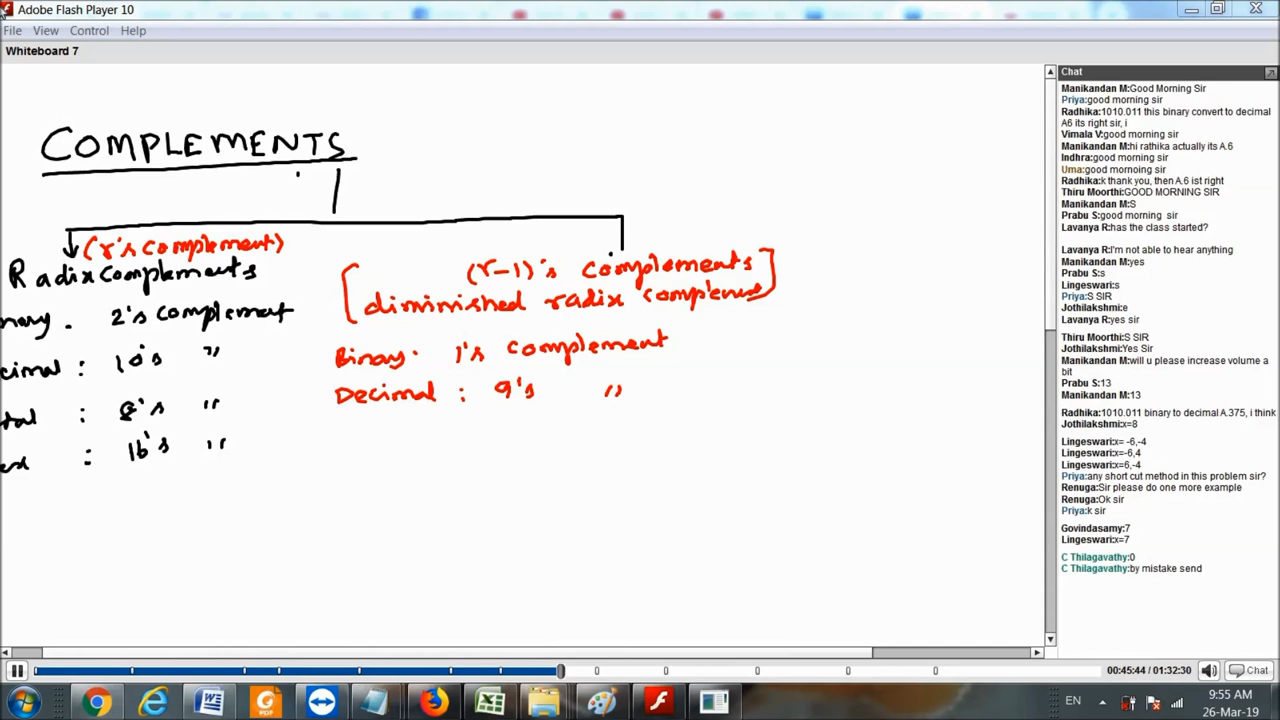 Adobe Flash Player 10
File View Control Help
Whiteboard 7
COMPLEMENTS
(r's complement)
Radix complements
nary . 2's complement
cimal : 10's "
tal : 8's "
ex : 16's "
(r-1)'s complements
diminished radix complements
Binary. 1's complement
Decimal : 9's "
Chat
Manikandan M:Good Morning Sir
Priya:good morning sir
Radhika:1010.011 this binary convert to decimal
A6 its right sir, i
Vimala V:good morning sir
Manikandan M:hi rathika actually its A.6
Indhra:good morning sir
Uma:good mornoing sir
Radhika:k thank you, then A.6 ist right
Thiru Moorthi:GOOD MORNING SIR
Manikandan M:S
Prabu S:good morning sir
Lavanya R:has the class started?
Lavanya R:I'm not able to hear anything
Manikandan M:yes
Prabu S:s
Lingeswari:s
Priya:S SIR
Jothilakshmi:e
Lavanya R:yes sir
Thiru Moorthi:S SIR
Jothilakshmi:Yes Sir
Manikandan M:will u please increase volume a
bit
Prabu S:13
Manikandan M:13
Radhika:1010.011 binary to decimal A.375, i think
Jothilakshmi:x=8
Lingeswari:x= -6,-4
Lingeswari:x=-6,4
Lingeswari:x=6,-4
Priya:any short cut method in this problem sir?
Renuga:Sir please do one more example
Renuga:Ok sir
Priya:k sir
Govindasamy:7
Lingeswari:x=7
C Thilagavathy:0
C Thilagavathy:by mistake send
00:45:44 / 01:32:30
Chat
EN
9:55 AM
26-Mar-19